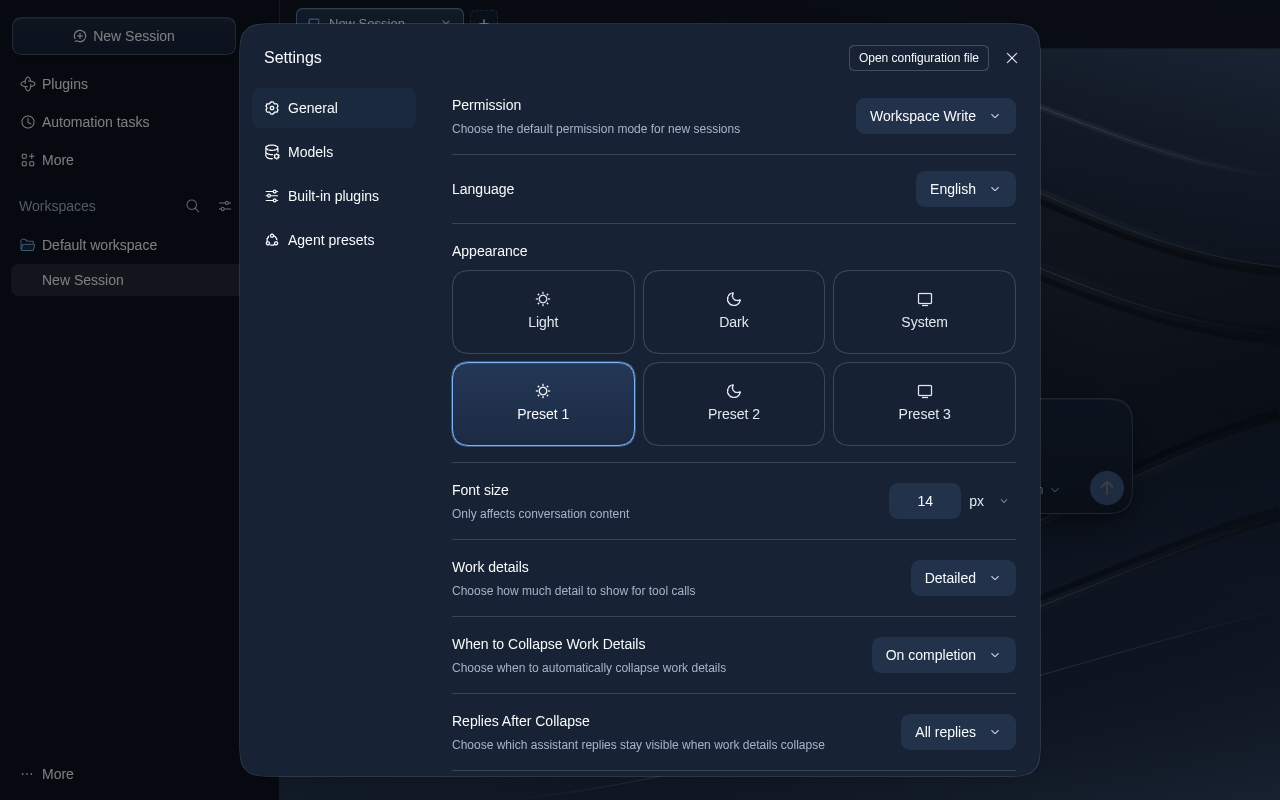 New Session
Plugins
Automation tasks
More
Workspaces
Default workspace
New Session
More
New Session
Settings
Open configuration file
General
Models
Built-in plugins
Agent presets
Permission
Choose the default permission mode for new sessions
Workspace Write
Language
English
Appearance
Light
Dark
System
Preset 1
Preset 2
Preset 3
Font size
Only affects conversation content
14
px
Work details
Choose how much detail to show for tool calls
Detailed
When to Collapse Work Details
Choose when to automatically collapse work details
On completion
Replies After Collapse
Choose which assistant replies stay visible when work details collapse
All replies